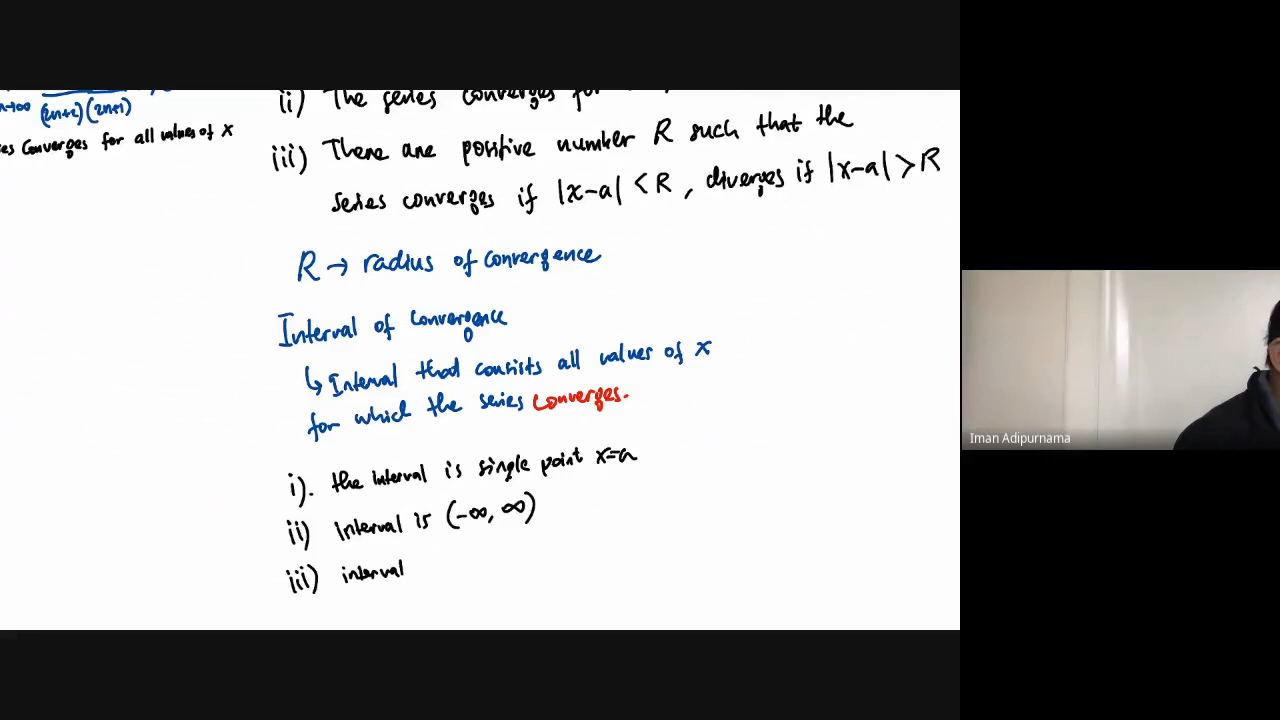 n→∞ (2n+2)(2n+1)
es Converges for all values of x
ii) The series converges for
iii) There are positive number R such that the
series converges if |x-a| < R, diverges if |x-a| > R
R → radius of convergence
Interval of convergence
↳ Interval that consists all values of x
for which the series converges.
i). the interval is single point x=a
ii) Interval is (-∞, ∞)
iii) interval
Iman Adipurnama